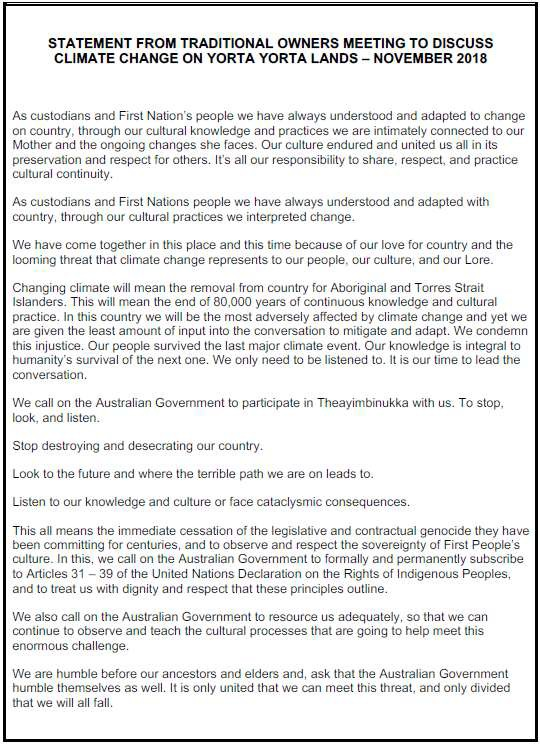 STATEMENT FROM TRADITIONAL OWNERS MEETING TO DISCUSS
CLIMATE CHANGE ON YORTA YORTA LANDS – NOVEMBER 2018
As custodians and First Nation's people we have always understood and adapted to change
on country, through our cultural knowledge and practices we are intimately connected to our
Mother and the ongoing changes she faces. Our culture endured and united us all in its
preservation and respect for others. It's all our responsibility to share, respect, and practice
cultural continuity.
As custodians and First Nations people we have always understood and adapted with
country, through our cultural practices we interpreted change.
We have come together in this place and this time because of our love for country and the
looming threat that climate change represents to our people, our culture, and our Lore.
Changing climate will mean the removal from country for Aboriginal and Torres Strait
Islanders. This will mean the end of 80,000 years of continuous knowledge and cultural
practice. In this country we will be the most adversely affected by climate change and yet we
are given the least amount of input into the conversation to mitigate and adapt. We condemn
this injustice. Our people survived the last major climate event. Our knowledge is integral to
humanity's survival of the next one. We only need to be listened to. It is our time to lead the
conversation.
We call on the Australian Government to participate in Theayimbinukka with us. To stop,
look, and listen.
Stop destroying and desecrating our country.
Look to the future and where the terrible path we are on leads to.
Listen to our knowledge and culture or face cataclysmic consequences.
This all means the immediate cessation of the legislative and contractual genocide they have
been committing for centuries, and to observe and respect the sovereignty of First People's
culture. In this, we call on the Australian Government to formally and permanently subscribe
to Articles 31 – 39 of the United Nations Declaration on the Rights of Indigenous Peoples,
and to treat us with dignity and respect that these principles outline.
We also call on the Australian Government to resource us adequately, so that we can
continue to observe and teach the cultural processes that are going to help meet this
enormous challenge.
We are humble before our ancestors and elders and, ask that the Australian Government
humble themselves as well. It is only united that we can meet this threat, and only divided
that we will all fall.